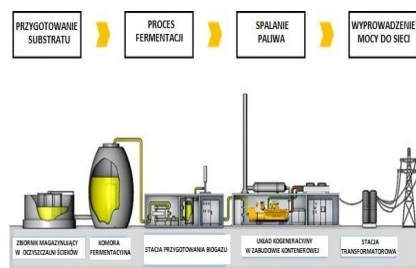 PRZYGOTOWANIE
SUBSTRATU
PROCES
FERMENTACJI
SPALANIE
PALIWA
WYPROWADZENIE
MOCY DO SIECI
ZBIORNIK MAGAZYNUJĄCY
W OCZYSZCZALNI ŚCIEKÓW
KOMORA
FERMENTACYJNA
STACJA PRZYGOTOWANIA BIOGAZU
UKŁAD KOGENERACYJNY
W ZABUDOWIE KONTENEROWEJ
STACJA
TRANSFORMATOROWA